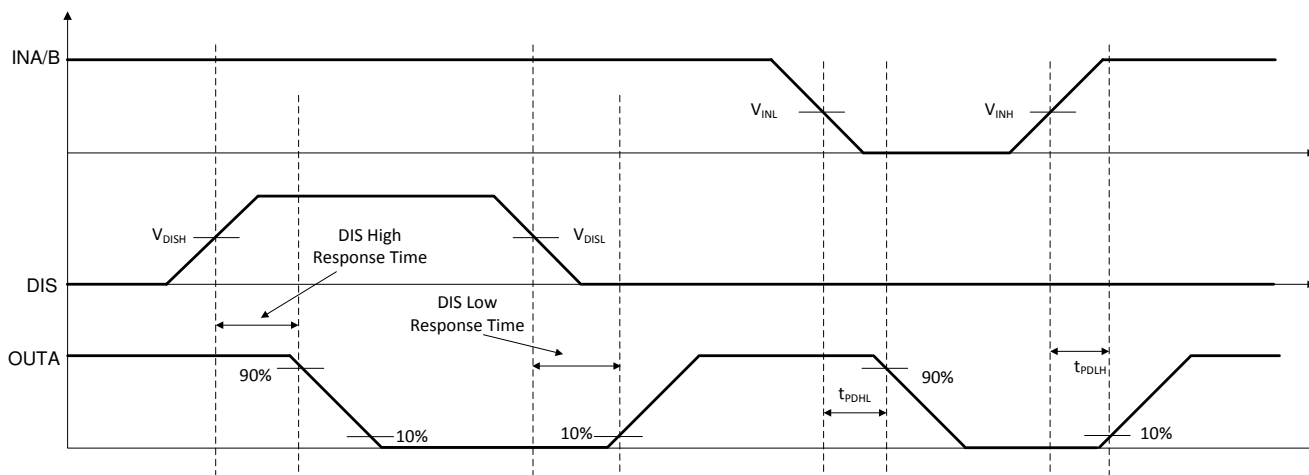 INA/B
V_INL
V_INH
V_DISH
DIS High
Response Time
V_DISL
DIS
DIS Low
Response Time
OUTA
90%
10%
10%
t_PDHL
90%
t_PDLH
10%